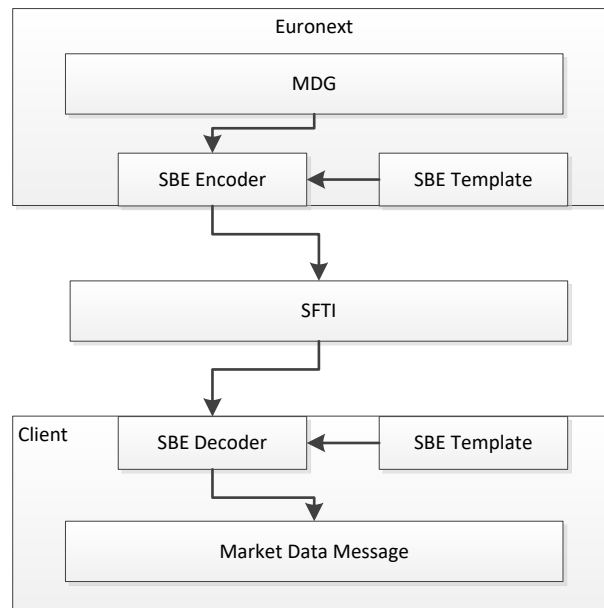 Euronext
MDG
SBE Encoder
SBE Template
SFTI
Client
SBE Decoder
SBE Template
Market Data Message